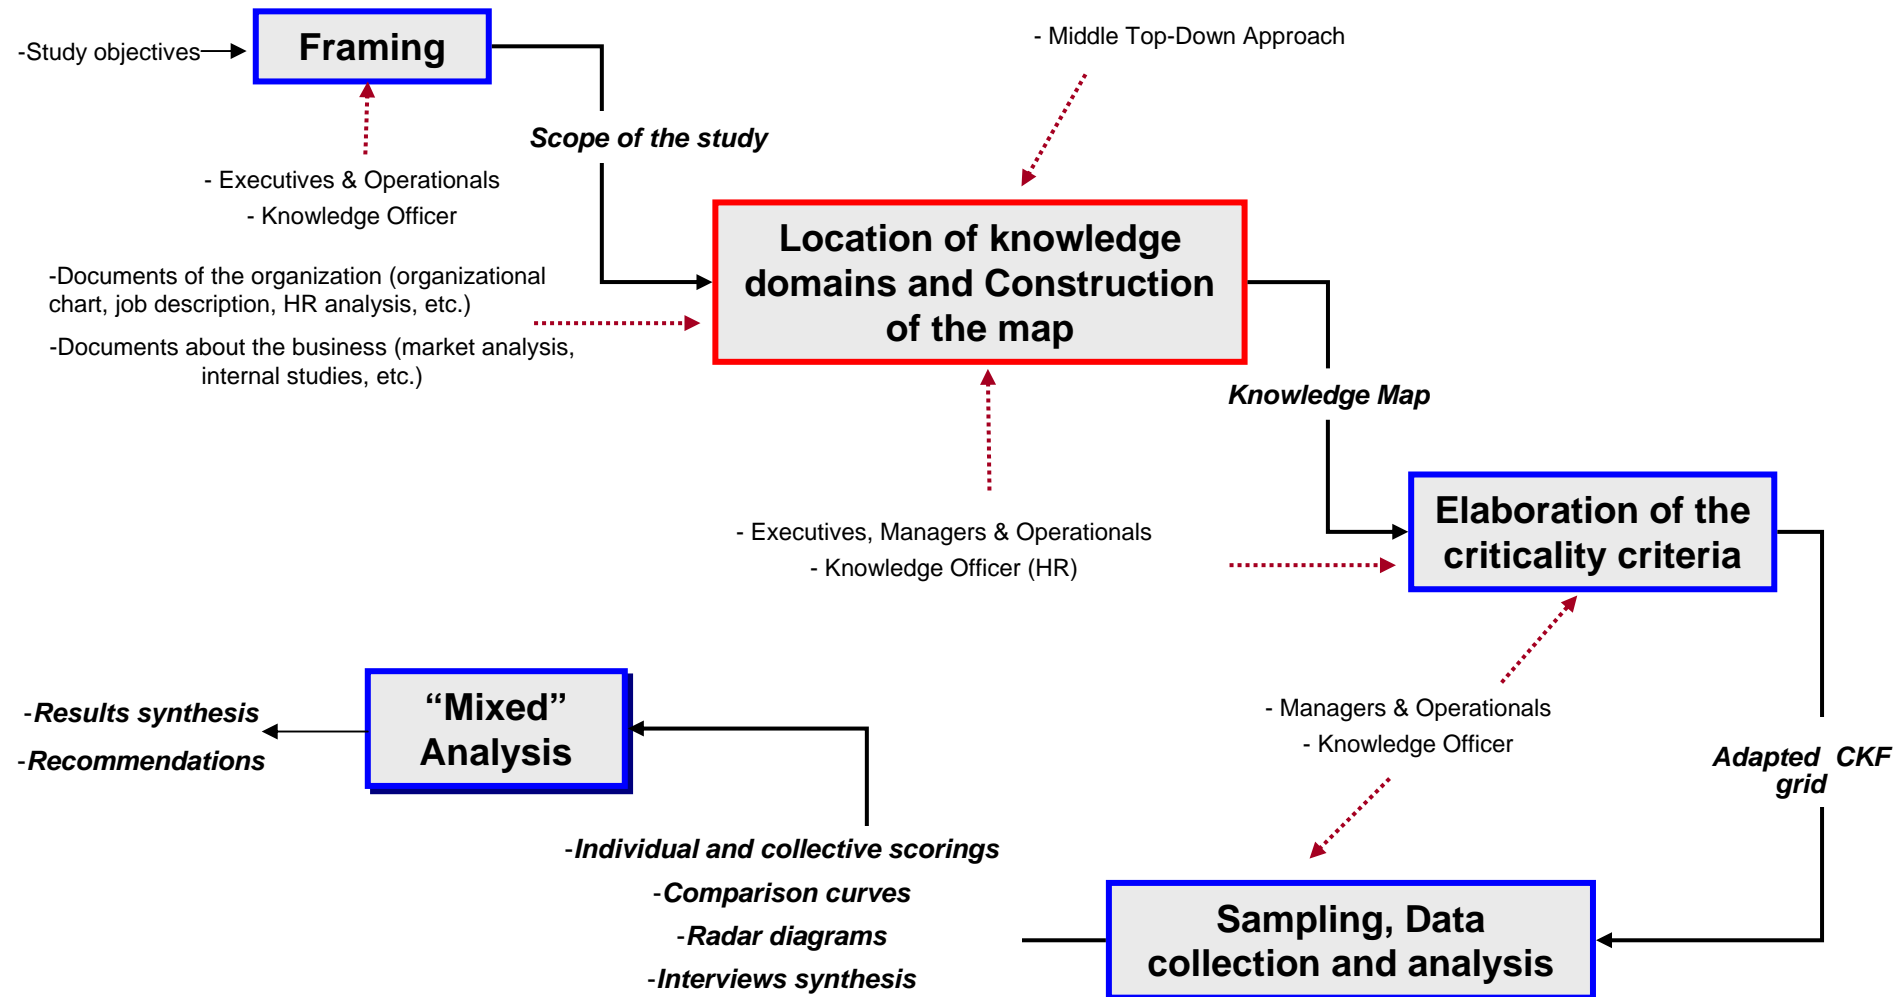 -Study objectives
Framing
- Middle Top-Down Approach
Scope of the study
- Executives & Operationals
- Knowledge Officer
-Documents of the organization (organizational
chart, job description, HR analysis, etc.)
-Documents about the business (market analysis,
internal studies, etc.)
Location of knowledge
domains and Construction
of the map
Knowledge Map
- Executives, Managers & Operationals
- Knowledge Officer (HR)
Elaboration of the
criticality criteria
- Managers & Operationals
- Knowledge Officer
Adapted  CKF
grid
“Mixed”
Analysis
-Results synthesis
-Recommendations
-Individual and collective scorings
-Comparison curves
-Radar diagrams
-Interviews synthesis
Sampling, Data
collection and analysis